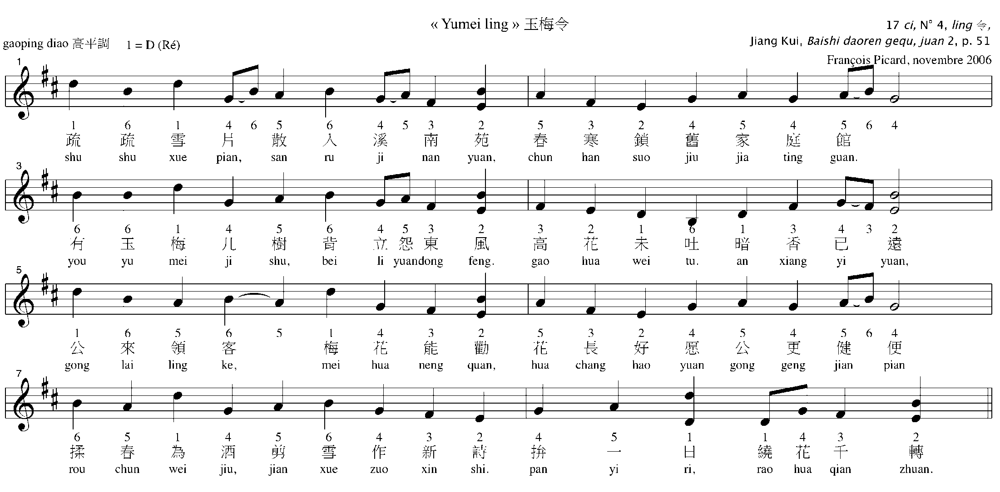 « Yumei ling » 玉梅令
17 ci, N° 4, ling 令,
gaoping diao 高平調 1 = D (Ré)
Jiang Kui, Baishi daoren gequ, juan 2, p. 51
François Picard, novembre 2006
1
1 6 1 4 6 5 6 4 5 3 2 5 3 2 4 5 4 5 6 4
疏 疏 雪 片 散 入 溪 南 苑 春 寒 鎖 舊 家 庭 館
shu shu xue pian, san ru ji nan yuan, chun han suo jiu jia ting guan.
3
6 6 1 4 5 6 4 5 3 2 3 2 1 6 1 3 4 3 2
有 玉 梅 儿 樹 背 立 怨 東 風 高 花 未 吐 暗 香 已 遠
you yu mei ji shu, bei li yuandong feng. gao hua wei tu. an xiang yi yuan,
5
1 6 5 6 5 1 4 3 2 5 3 2 4 5 4 5 6 4
公 來 領 客 梅 花 能 勸 花 長 好 愿 公 更 健 便
gong lai ling ke, mei hua neng quan, hua chang hao yuan gong geng jian pian
7
6 5 1 4 5 6 4 3 2 4 5 1 1 4 3 2
揉 春 為 酒 剪 雪 作 新 詩 拚 一 日 繞 花 千 轉
rou chun wei jiu, jian xue zuo xin shi. pan yi ri, rao hua qian zhuan.